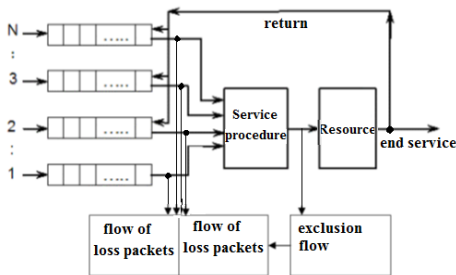 return
N
:
3
2
:
1
.....
.....
.....
.....
Service
procedure
Resource
end service
flow of
loss packets
flow of
loss packets
exclusion
flow